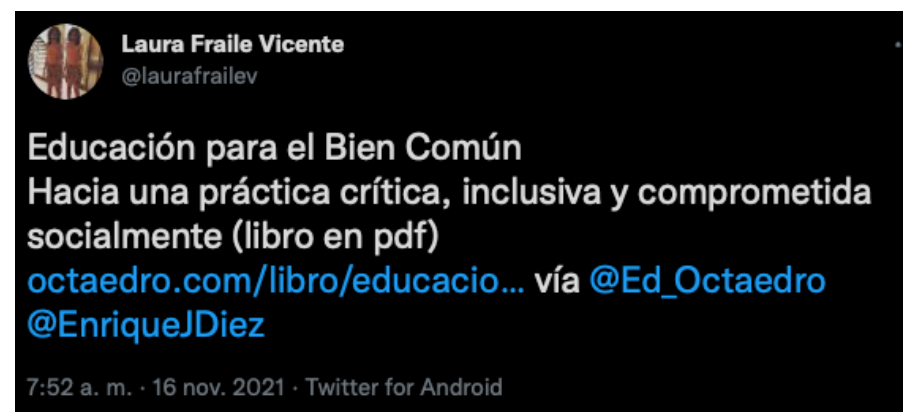 Laura Fraile Vicente
@laurafrailev
Educación para el Bien Común
Hacia una práctica crítica, inclusiva y comprometida
socialmente (libro en pdf)
octaedro.com/libro/educacio... vía @Ed_Octaedro
@EnriqueJDiez
7:52 a. m. · 16 nov. 2021 · Twitter for Android